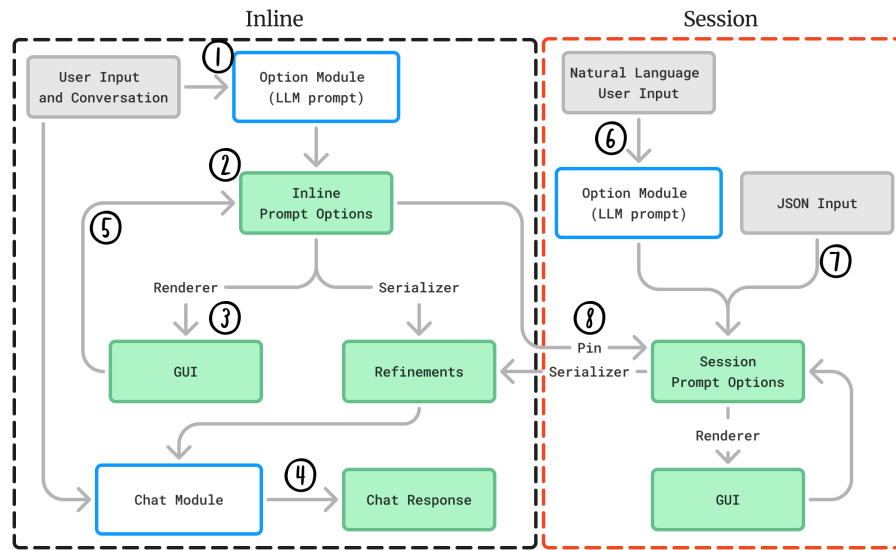 Inline
Session
①
User Input
and Conversation
Option Module
(LLM prompt)
Natural Language
User Input
⑥
②
Inline
Prompt Options
Option Module
(LLM prompt)
JSON Input
⑤
⑦
Renderer
Serializer
③
⑧
Pin
GUI
Refinements
Serializer
Session
Prompt Options
Renderer
④
Chat Module
Chat Response
GUI